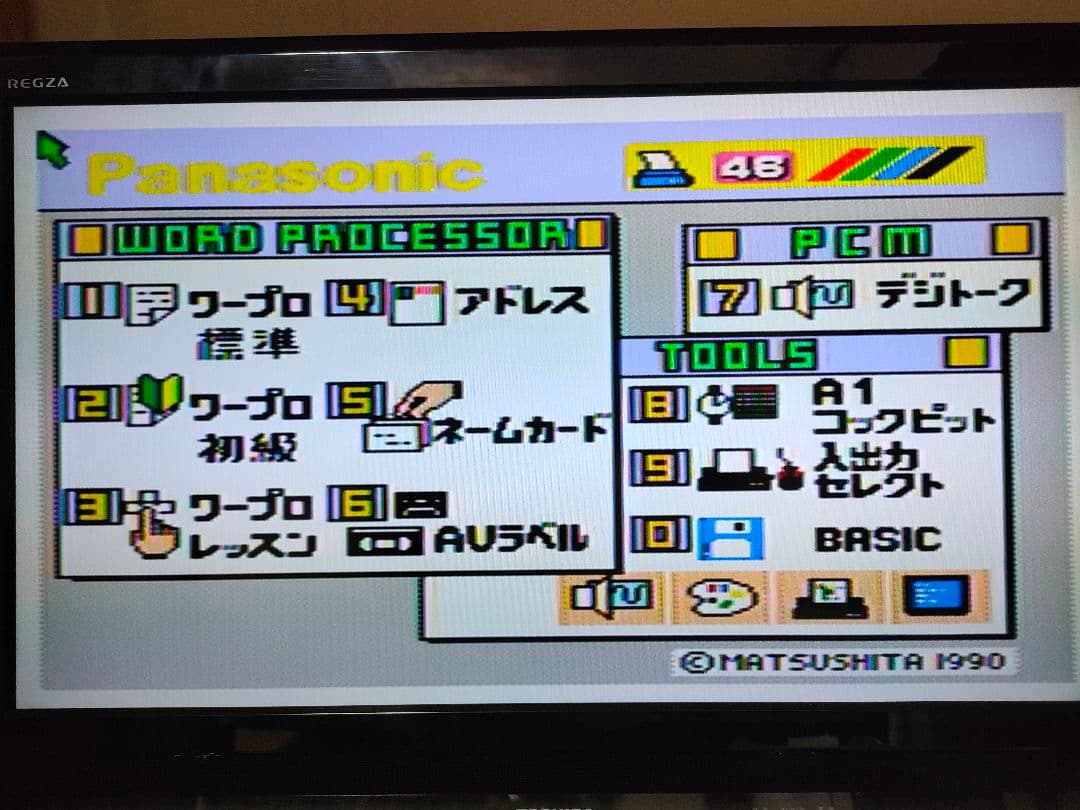 REGZA
Panasonic
48
WORD PROCESSOR
1 ワープロ
標準
2 ワープロ
初級
3 ワープロ
レッスン
4 アドレス
5 ネームカード
6 AVラベル
PCM
7 デジトーク
TOOLS
8 A1
コックピット
9 入出力
セレクト
0 BASIC
©MATSUSHITA 1990